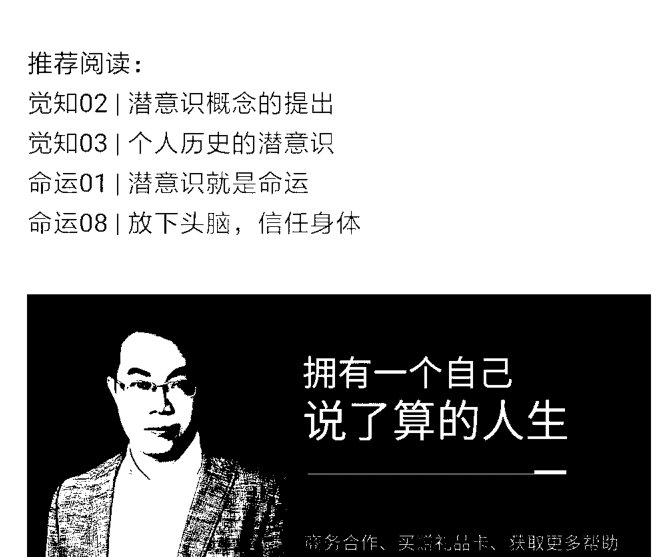 推荐阅读：
觉知02 | 潜意识概念的提出
觉知03 | 个人历史的潜意识
命运01 | 潜意识就是命运
命运08 | 放下头脑，信任身体
拥有一个自己
说了算的人生
商务合作、买赠礼品卡、获取更多帮助